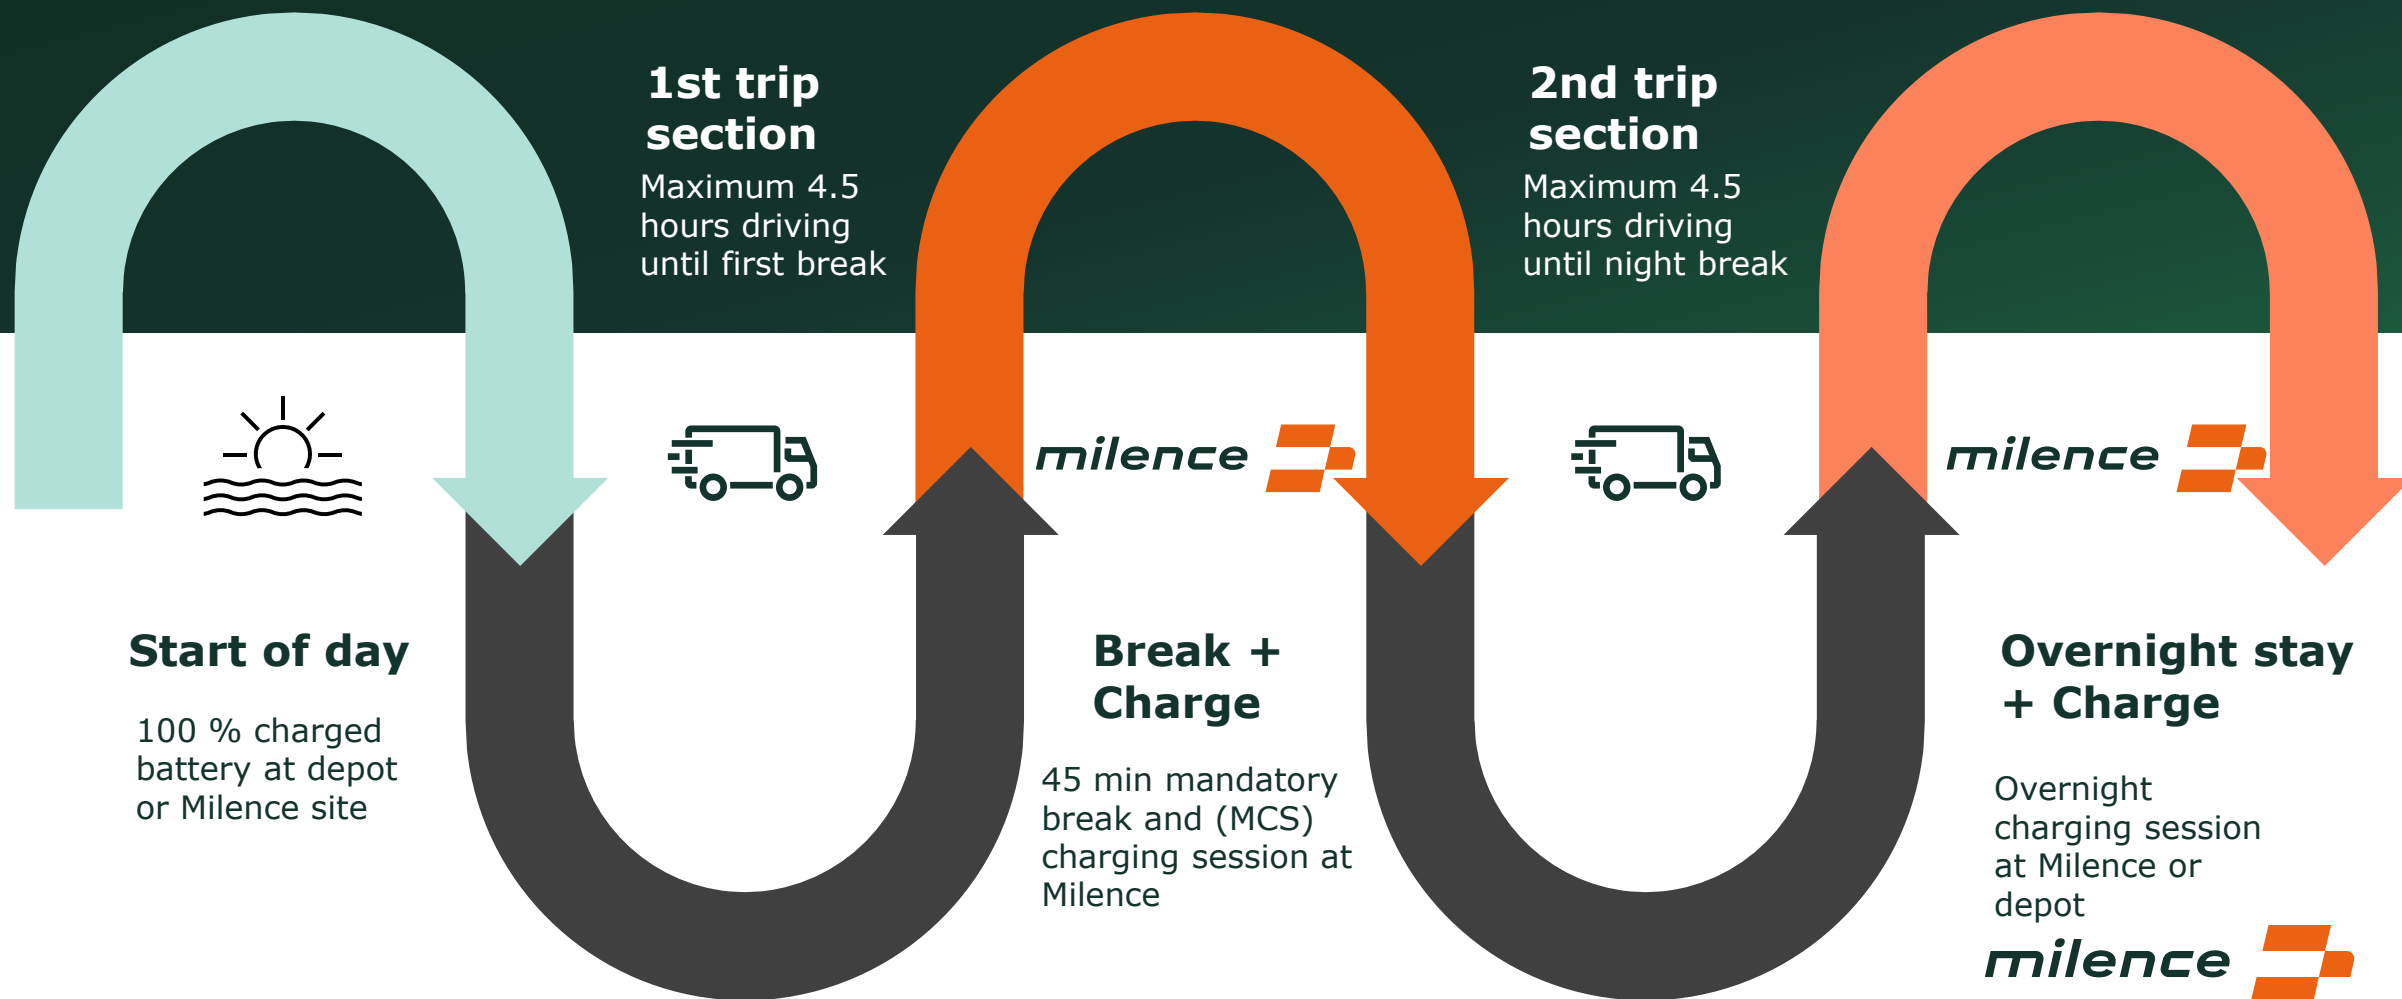 Start of day
100 % charged
battery at depot
or Milence site
1st trip
section
Maximum 4.5
hours driving
until first break
milence
Break +
Charge
45 min mandatory
break and (MCS)
charging session at
Milence
2nd trip
section
Maximum 4.5
hours driving
until night break
milence
Overnight stay
+ Charge
Overnight
charging session
at Milence or
depot
milence